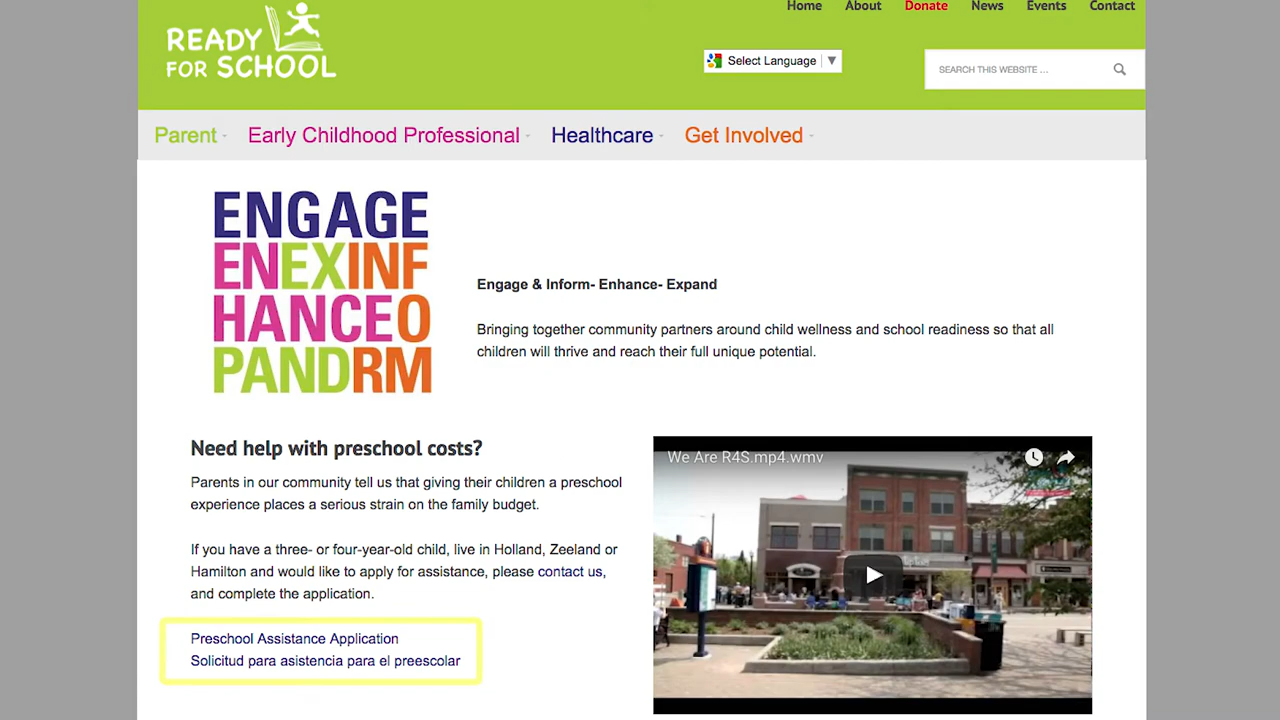 Home About Donate News Events Contact
READY
FOR SCHOOL
Select Language ▼
SEARCH THIS WEBSITE ...
Parent Early Childhood Professional Healthcare Get Involved
ENGAGE
ENEXINF
HANCEO
PANDRM
Engage & Inform- Enhance- Expand
Bringing together community partners around child wellness and school readiness so that all
children will thrive and reach their full unique potential.
Need help with preschool costs?
Parents in our community tell us that giving their children a preschool
experience places a serious strain on the family budget.
If you have a three- or four-year-old child, live in Holland, Zeeland or
Hamilton and would like to apply for assistance, please contact us,
and complete the application.
Preschool Assistance Application
Solicitud para asistencia para el preescolar
We Are R4S.mp4.wmv